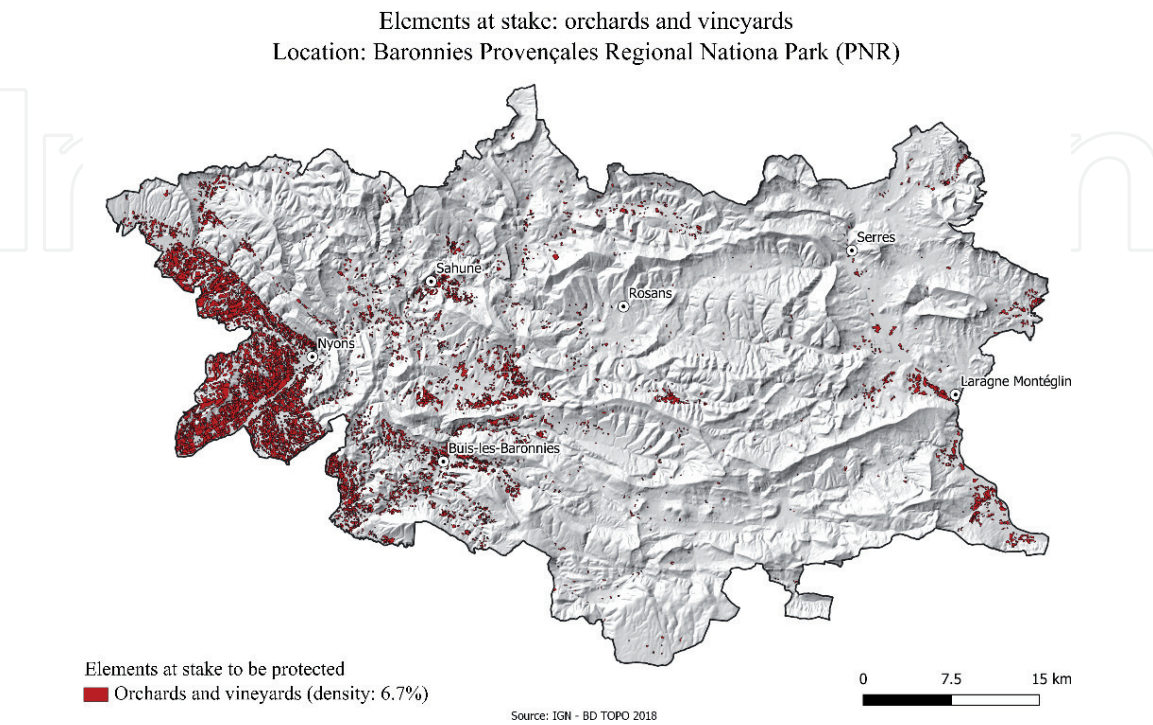 Elements at stake: orchards and vineyards
Location: Baronnies Provençales Regional Nationa Park (PNR)
Serres
Sahune
Rosans
Nyons
Laragne Montéglin
Buis-les-Baronnies
Elements at stake to be protected
Orchards and vineyards (density: 6.7%)
0 7.5 15 km
Source: IGN - BD TOPO 2018